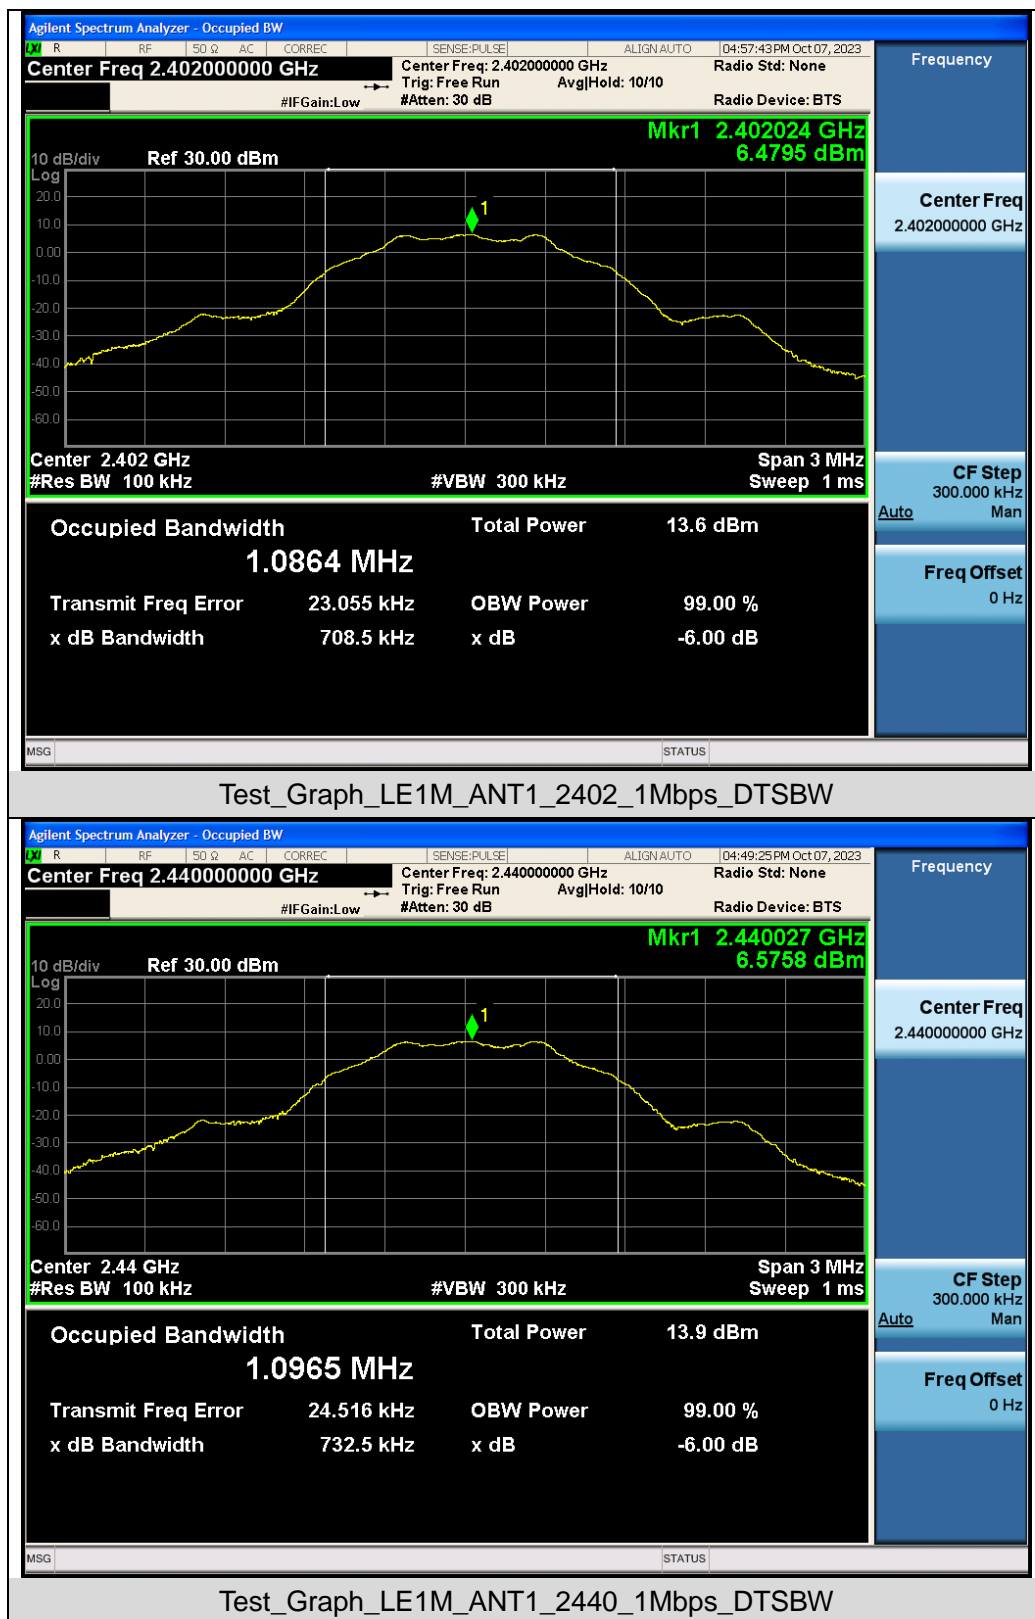 Agilent Spectrum Analyzer - Occupied BW
LXI R RF 50 Ω AC CORREC SENSE:PULSE ALIGN AUTO 04:57:43 PM Oct 07, 2023
Center Freq 2.402000000 GHz Center Freq: 2.402000000 GHz Radio Std: None
Trig: Free Run Avg|Hold: 10/10
#IFGain:Low #Atten: 30 dB Radio Device: BTS
Frequency
Mkr1 2.402024 GHz
6.4795 dBm
10 dB/div Ref 30.00 dBm
Log
20.0
10.0
0.00
-10.0
-20.0
-30.0
-40.0
-50.0
-60.0
1
Center 2.402 GHz Span 3 MHz
#Res BW 100 kHz #VBW 300 kHz Sweep 1 ms
Center Freq
2.402000000 GHz
CF Step
300.000 kHz
Auto Man
Freq Offset
0 Hz
Occupied Bandwidth Total Power 13.6 dBm
1.0864 MHz
Transmit Freq Error 23.055 kHz OBW Power 99.00 %
x dB Bandwidth 708.5 kHz x dB -6.00 dB
MSG STATUS
Test_Graph_LE1M_ANT1_2402_1Mbps_DTSBW
Agilent Spectrum Analyzer - Occupied BW
LXI R RF 50 Ω AC CORREC SENSE:PULSE ALIGN AUTO 04:49:25 PM Oct 07, 2023
Center Freq 2.440000000 GHz Center Freq: 2.440000000 GHz Radio Std: None
Trig: Free Run Avg|Hold: 10/10
#IFGain:Low #Atten: 30 dB Radio Device: BTS
Frequency
Mkr1 2.440027 GHz
6.5758 dBm
10 dB/div Ref 30.00 dBm
Log
20.0
10.0
0.00
-10.0
-20.0
-30.0
-40.0
-50.0
-60.0
1
Center 2.44 GHz Span 3 MHz
#Res BW 100 kHz #VBW 300 kHz Sweep 1 ms
Center Freq
2.440000000 GHz
CF Step
300.000 kHz
Auto Man
Freq Offset
0 Hz
Occupied Bandwidth Total Power 13.9 dBm
1.0965 MHz
Transmit Freq Error 24.516 kHz OBW Power 99.00 %
x dB Bandwidth 732.5 kHz x dB -6.00 dB
MSG STATUS
Test_Graph_LE1M_ANT1_2440_1Mbps_DTSBW